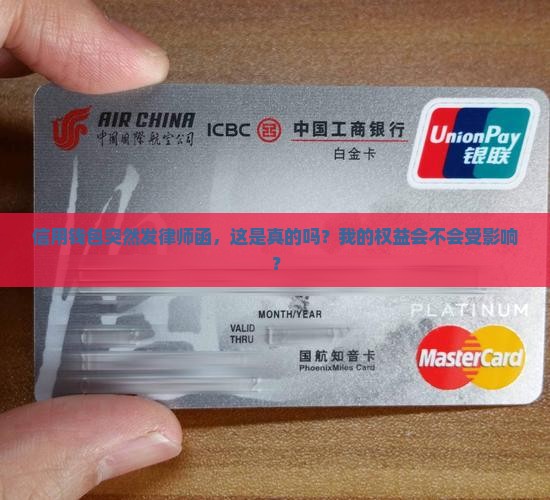 AIR CHINA
中国国际航空公司
ICBC 中国工商银行
白金卡
UnionPay
银联
信用钱包突然发律师函，这是真的吗？我的权益会不会受影响
？
PLATINUM
MONTH/YEAR
VALID
THRU
国航知音卡
PhoenixMiles Card
MasterCard